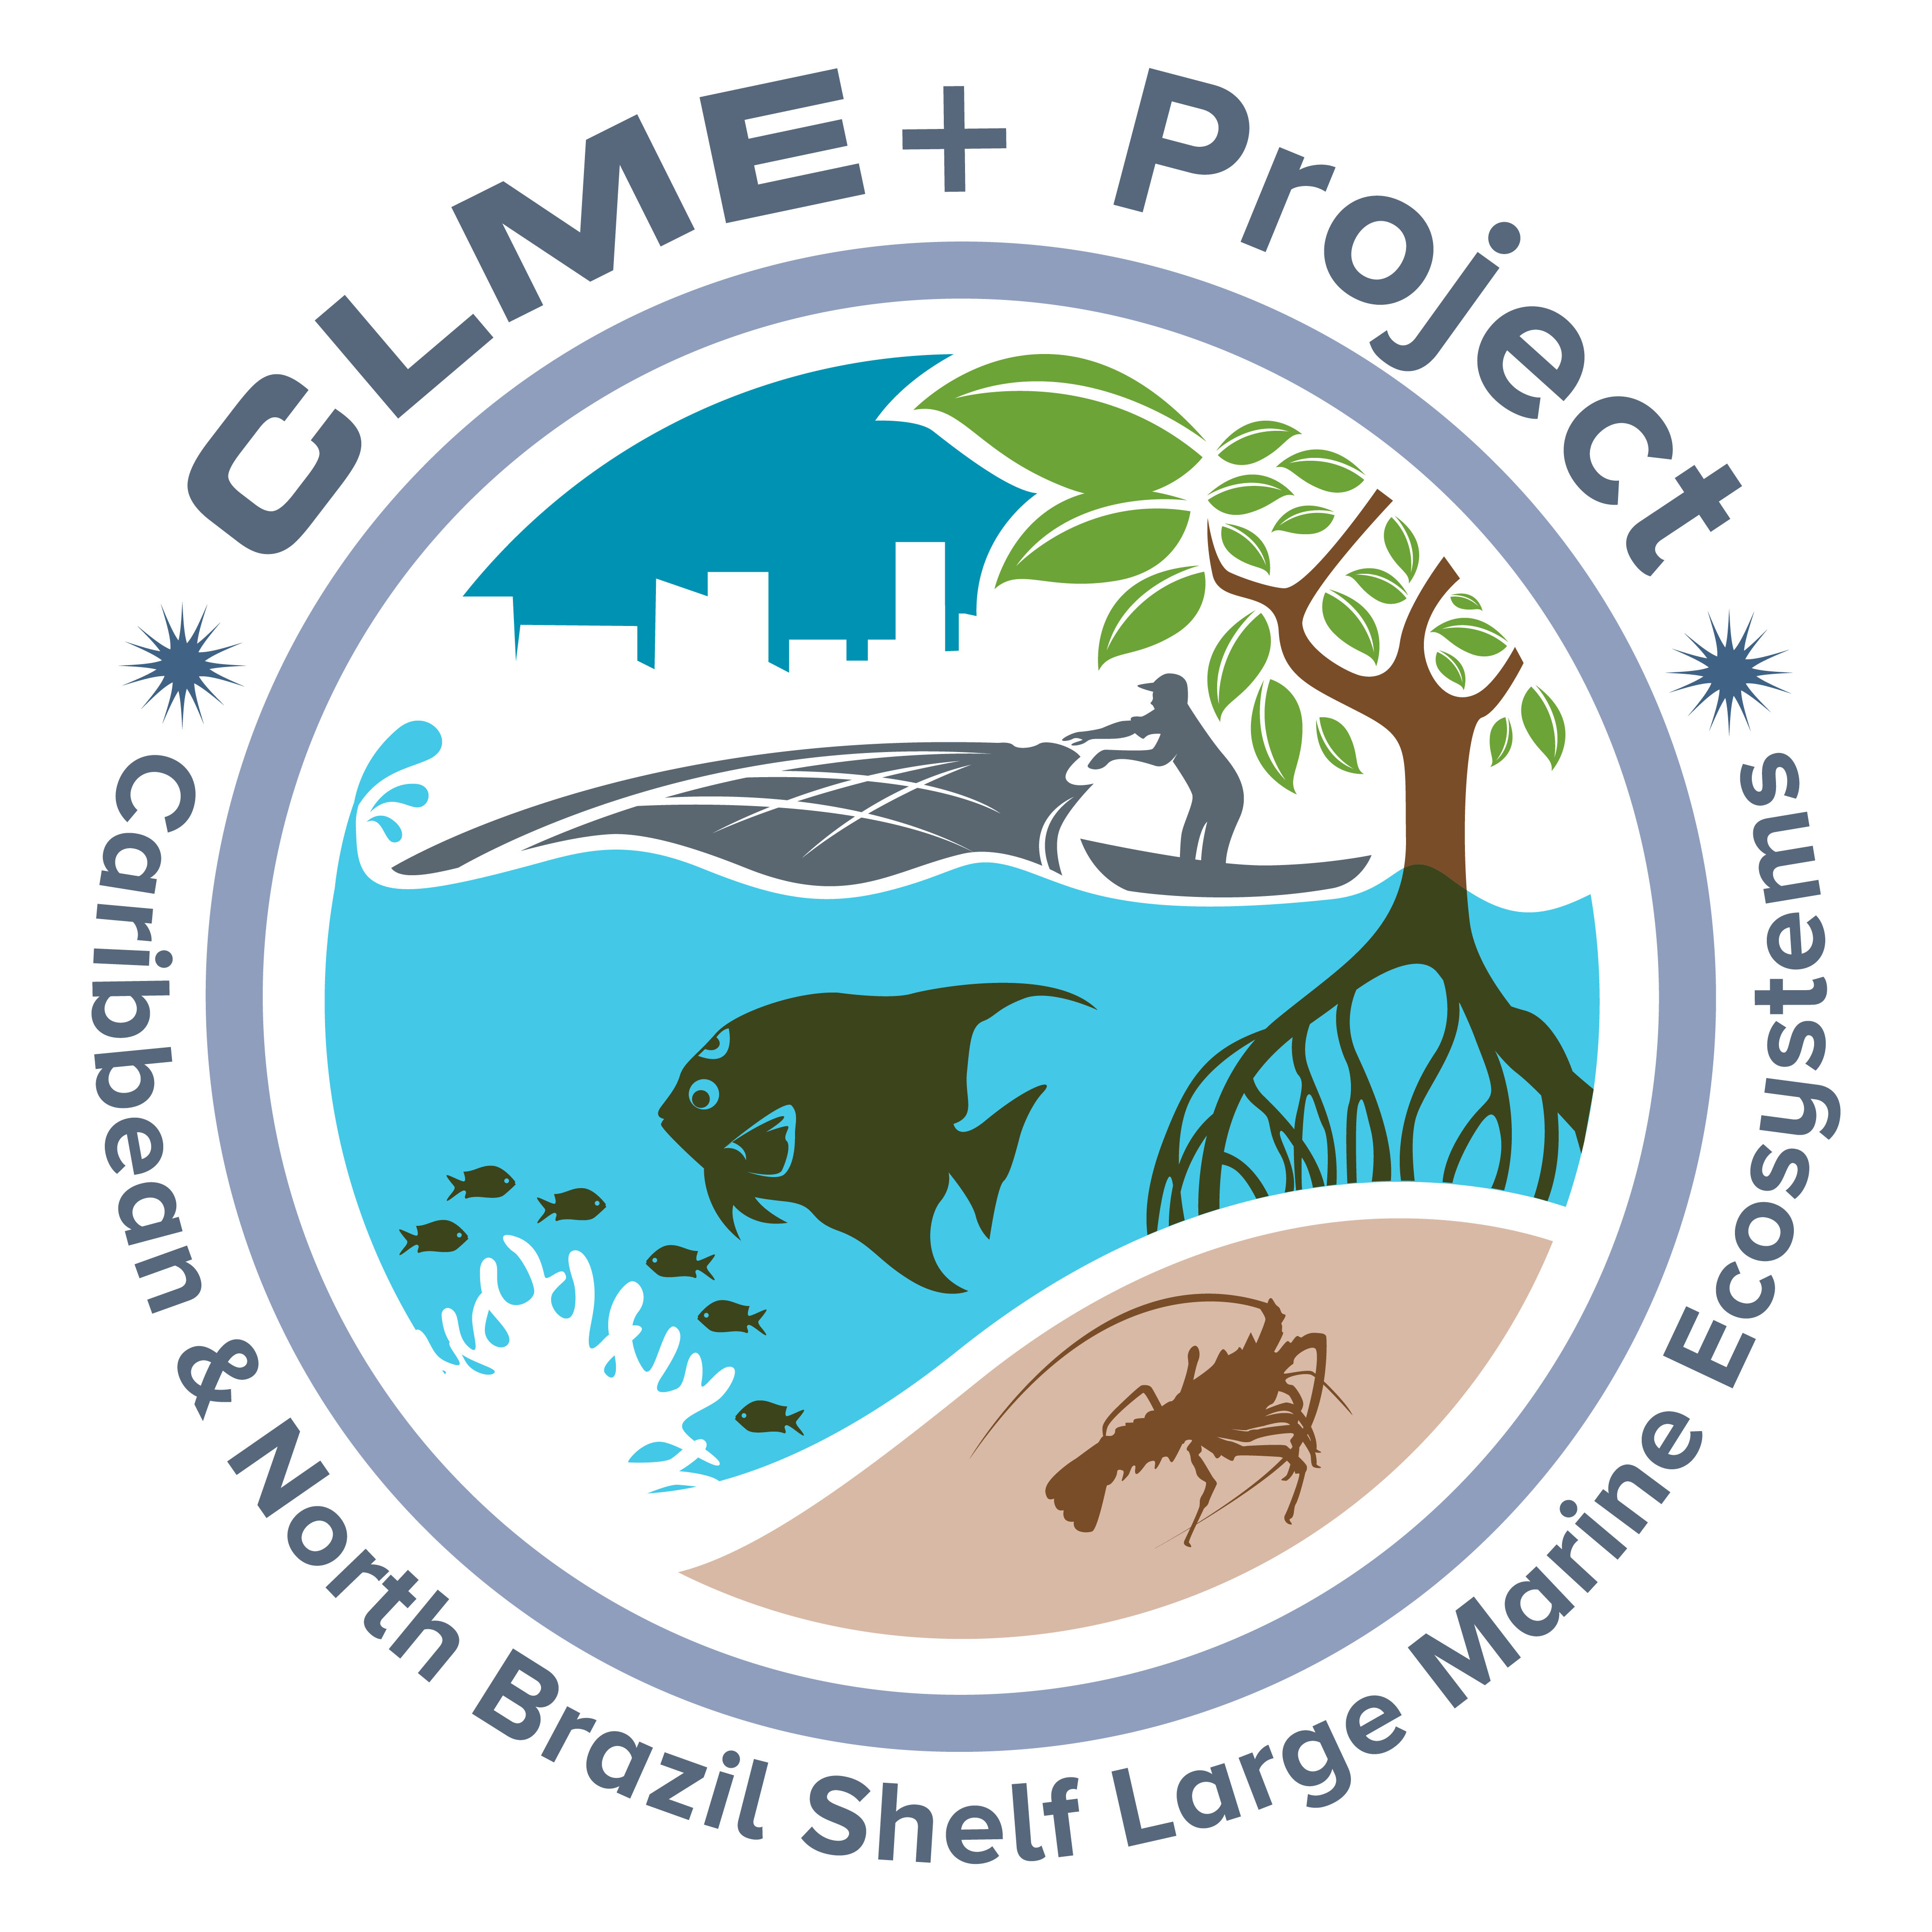 CLME+ Project
Caribbean & North Brazil Shelf Large Marine Ecosystems